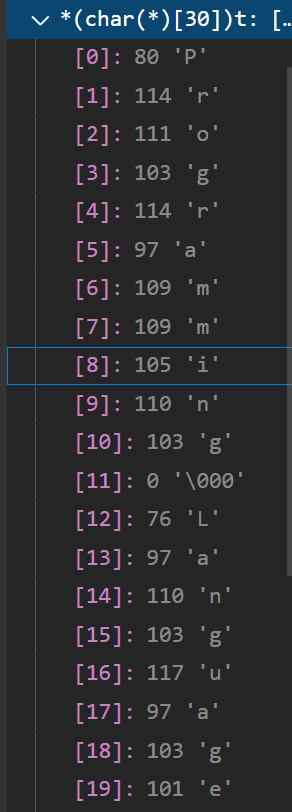 *(char(*)[30])t: [...
[0]: 80 'P'
[1]: 114 'r'
[2]: 111 'o'
[3]: 103 'g'
[4]: 114 'r'
[5]: 97 'a'
[6]: 109 'm'
[7]: 109 'm'
[8]: 105 'i'
[9]: 110 'n'
[10]: 103 'g'
[11]: 0 '\000'
[12]: 76 'L'
[13]: 97 'a'
[14]: 110 'n'
[15]: 103 'g'
[16]: 117 'u'
[17]: 97 'a'
[18]: 103 'g'
[19]: 101 'e'